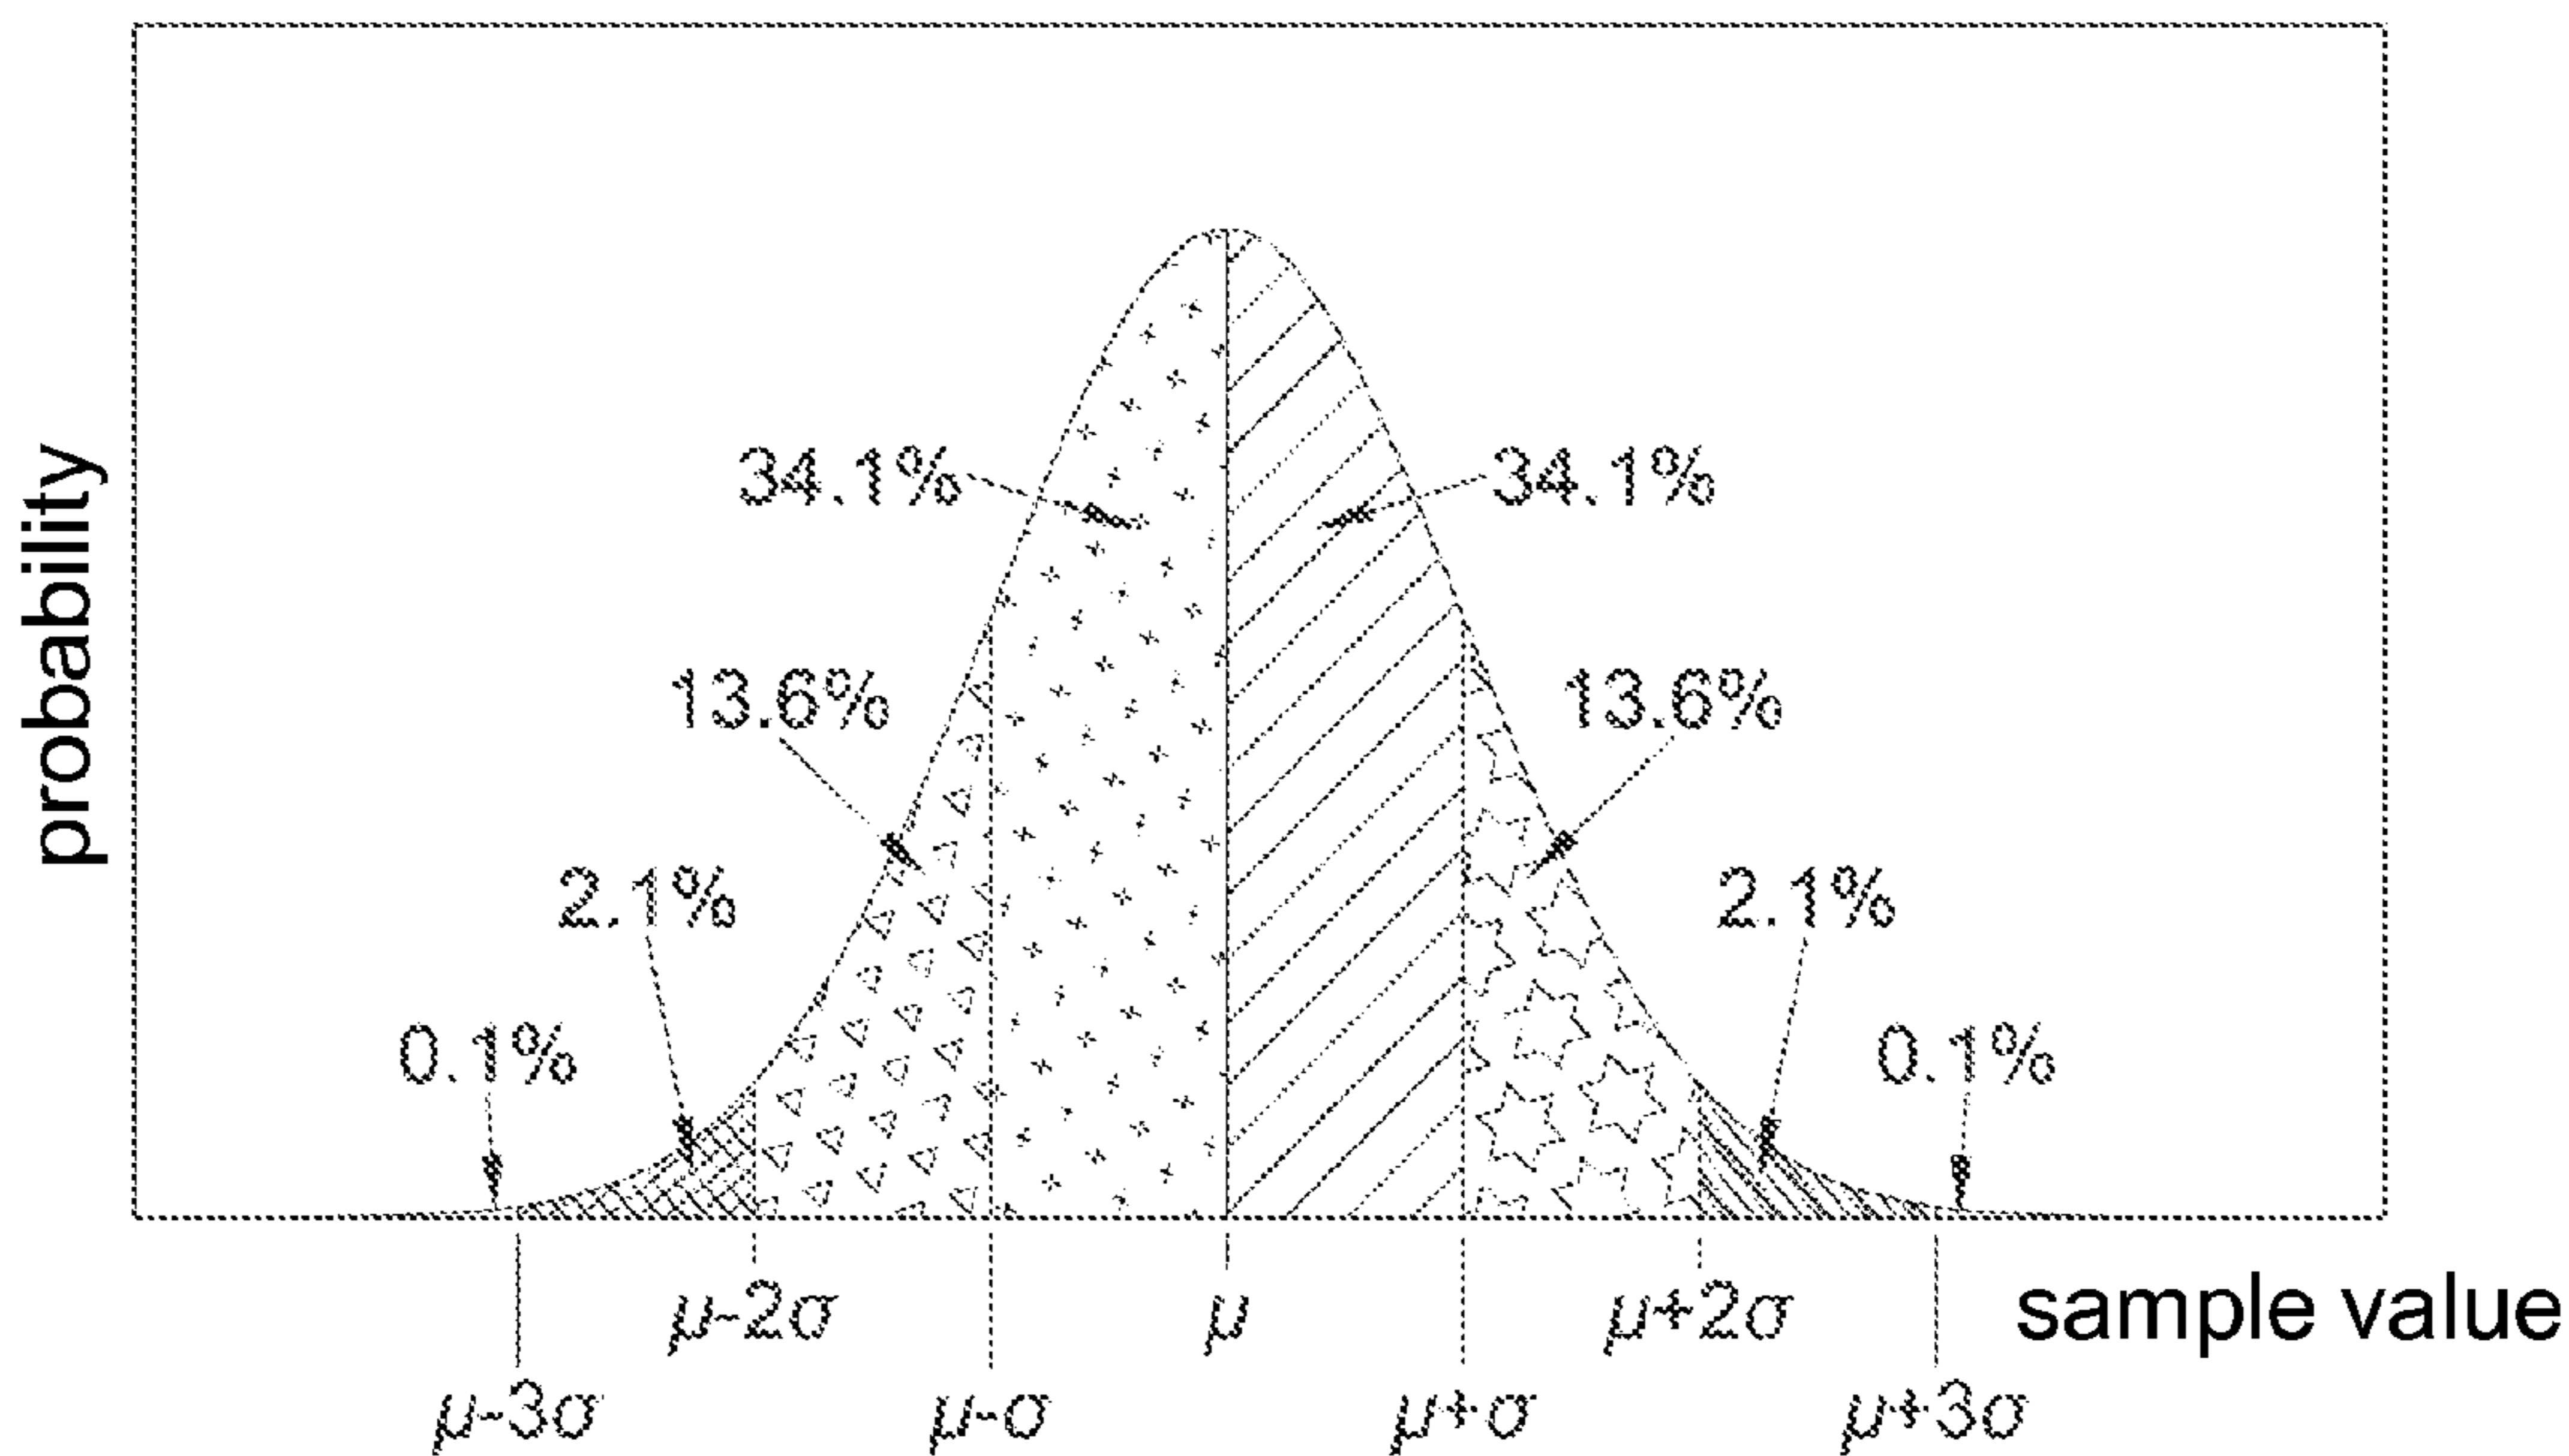 probability
34.1%
34.1%
13.6%
13.6%
2.1%
2.1%
0.1%
0.1%
μ-2σ
μ
μ+2σ
sample value
μ-3σ
μ-σ
μ+σ
μ+3σ